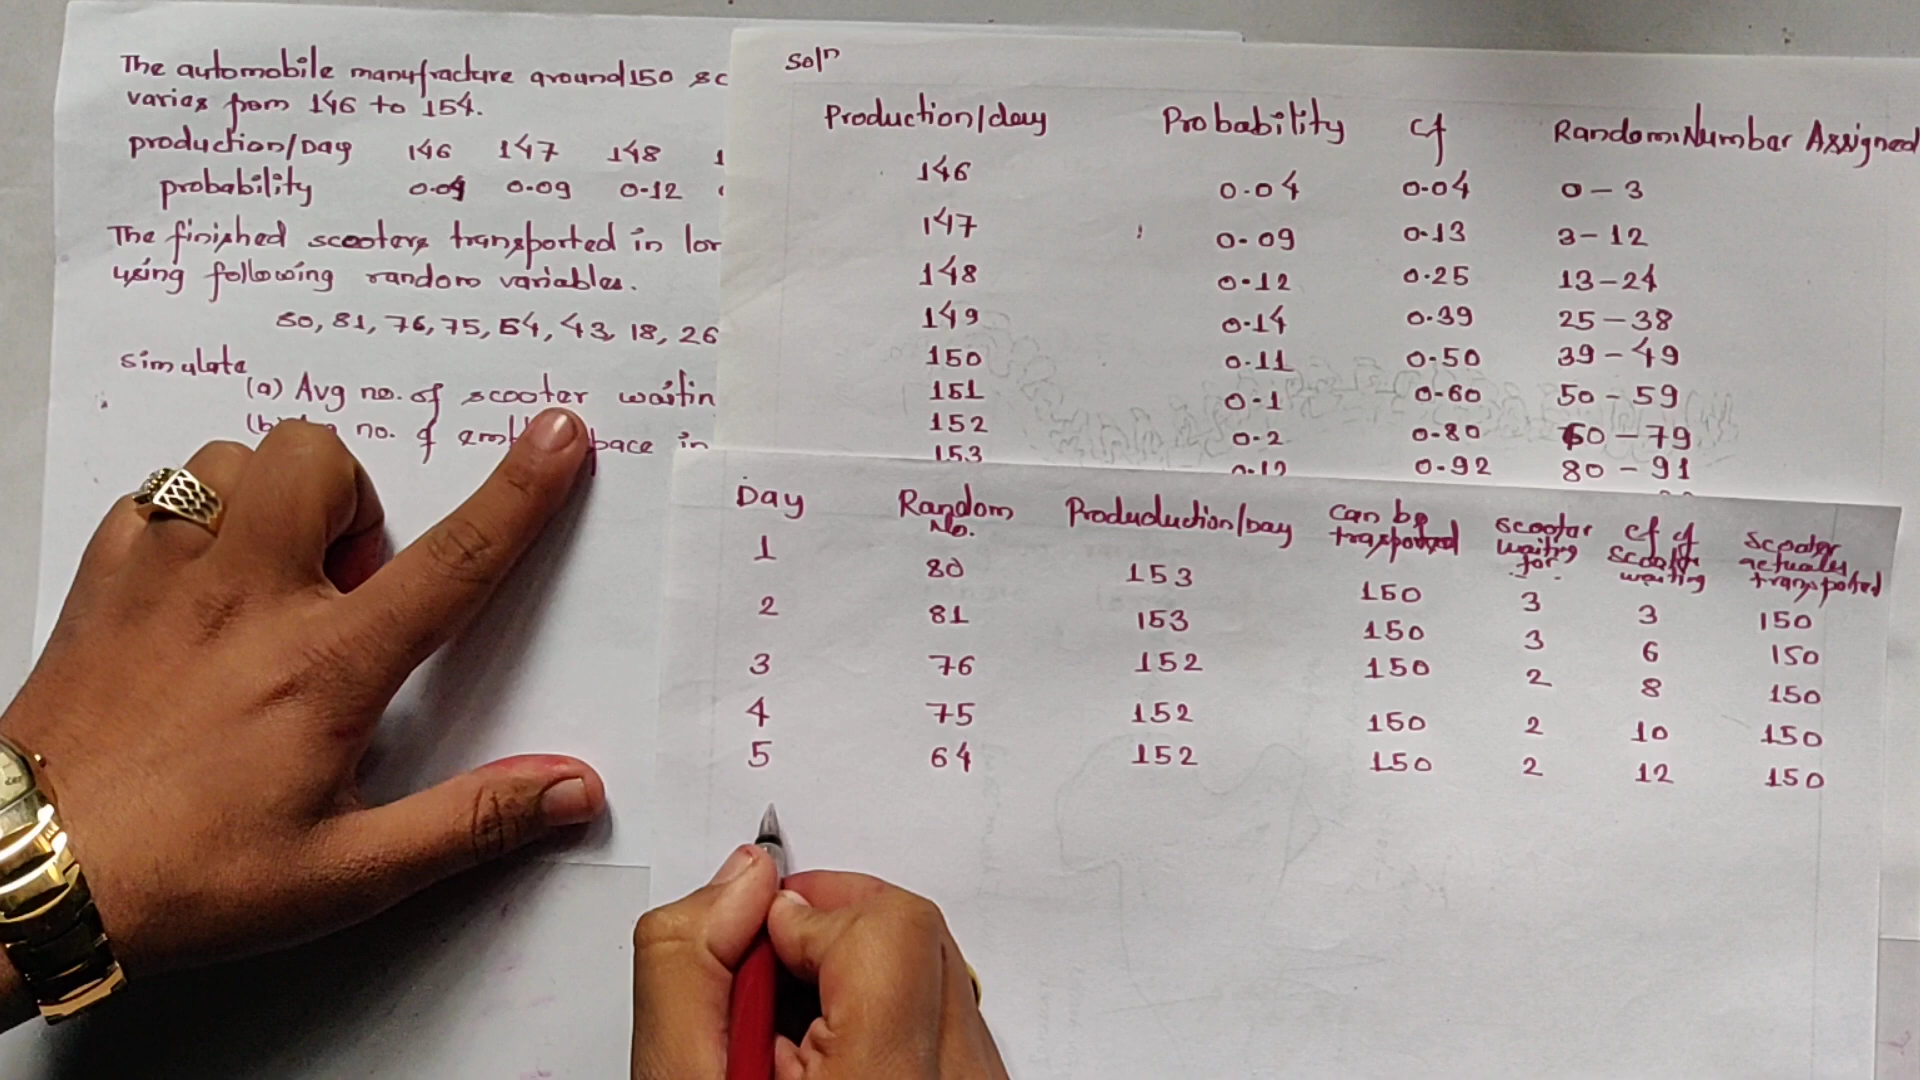 The automobile manyfracture around 150 sc
varies from 146 to 154.
production/Day 146 147 148 1
probability 0.04 0.09 0.12
The finished scooters transported in lor
using following random variables.
80, 81, 76, 75, 64, 43, 18, 26
simulate
(a) Avg no. of scooter waitin
(b) no. of pace in
Soln
Production/day Probability cf Random Number Assigned
146 0.04 0.04 0 - 3
147 0.09 0.13 3 - 12
148 0.12 0.25 13 - 24
149 0.14 0.39 25 - 38
150 0.11 0.50 39 - 49
151 0.1 0.60 50 - 59
152 0.2 0.80 60 - 79
153 0.12 0.92 80 - 91
Day Random No. Produduction/Day can be trasported scooter waiting for cf of scooter waiting scooter actually transported
1 80 153 150 3 3 150
2 81 153 150 3 6 150
3 76 152 150 2 8 150
4 75 152 150 2 10 150
5 64 152 150 2 12 150